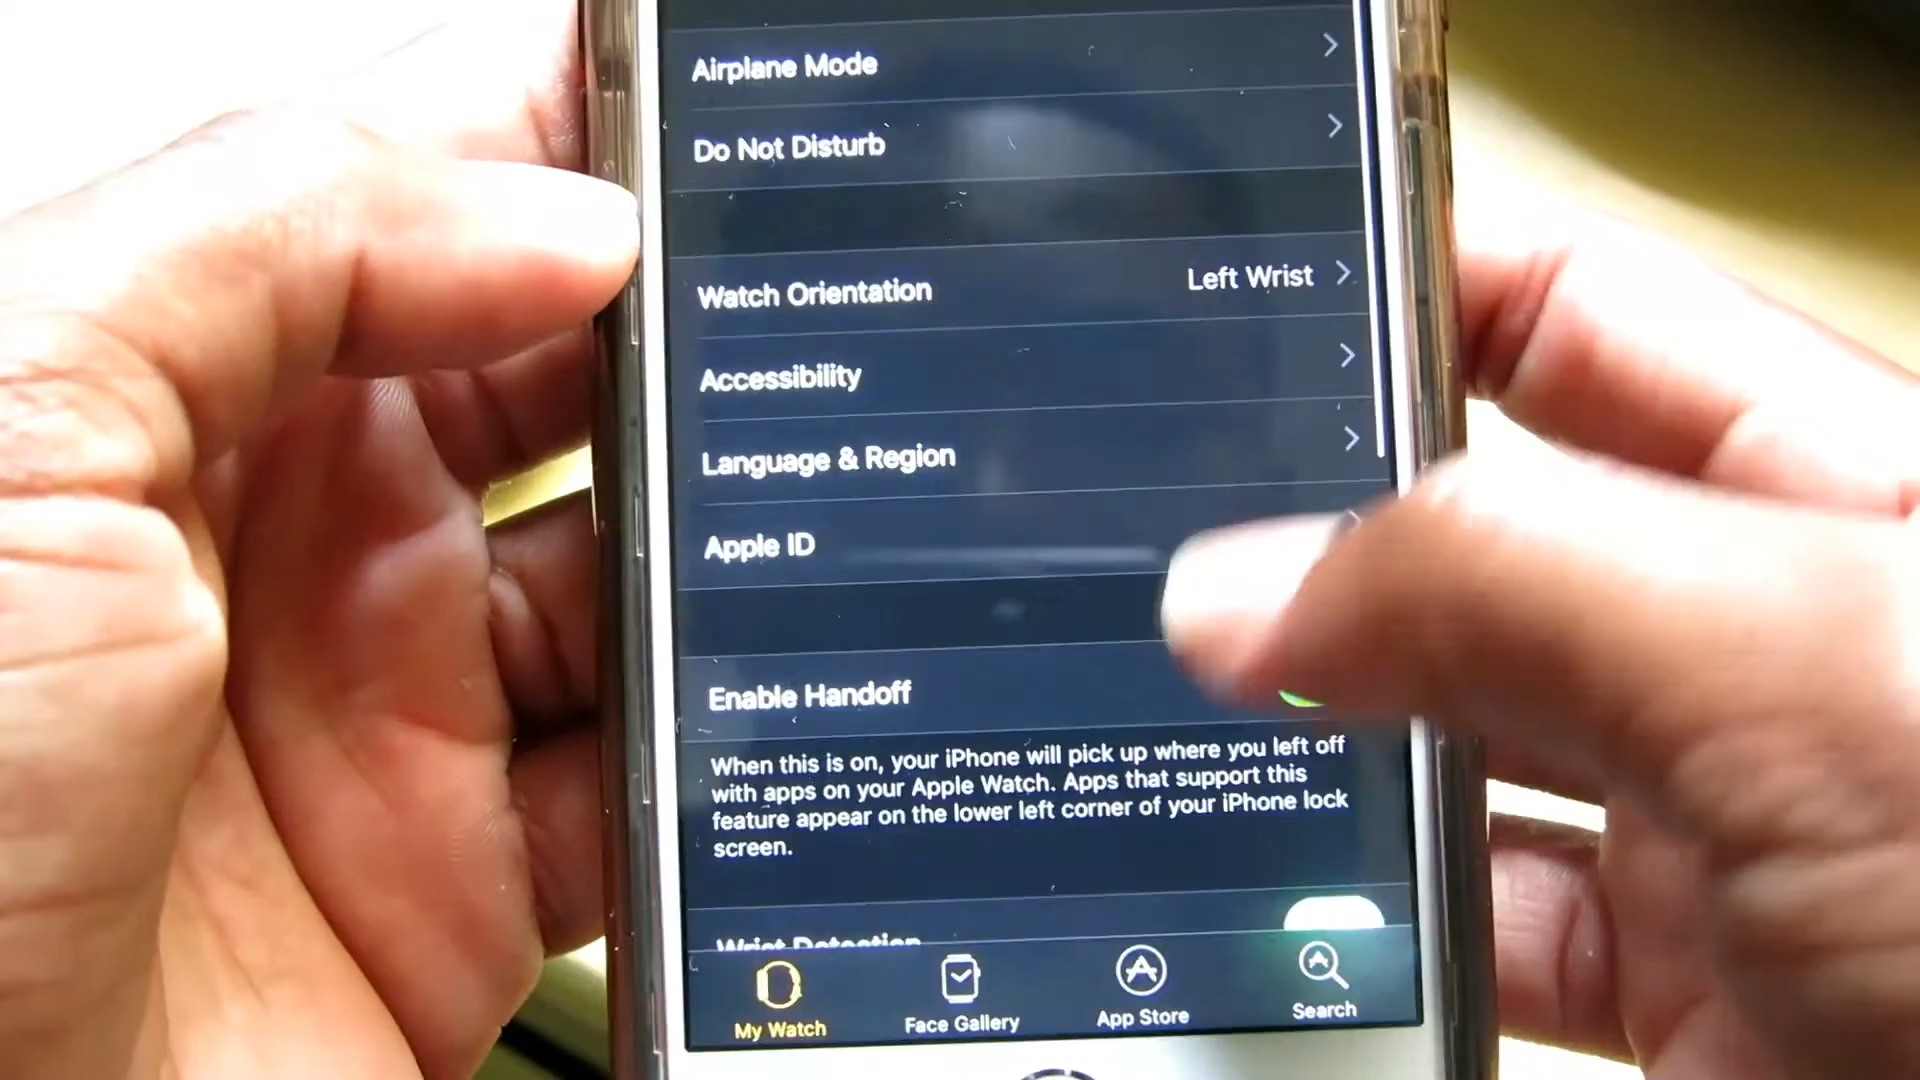 Airplane Mode
Do Not Disturb
Watch Orientation Left Wrist
Accessibility
Language & Region
Apple ID
Enable Handoff
When this is on, your iPhone will pick up where you left off
with apps on your Apple Watch. Apps that support this
feature appear on the lower left corner of your iPhone lock
screen.
Wrist Detection
My Watch Face Gallery App Store Search